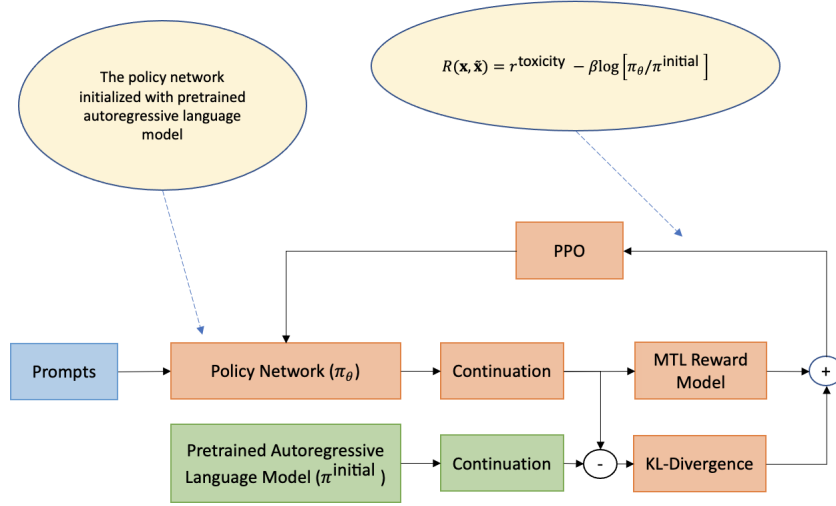 The policy network
initialized with pretrained
autoregressive language
model
R(x, x̃) = r^toxicity − βlog[π_θ/π^initial]
PPO
Prompts
Policy Network (π_θ)
Continuation
MTL Reward
Model
+
Pretrained Autoregressive
Language Model (π^initial)
Continuation
-
KL-Divergence